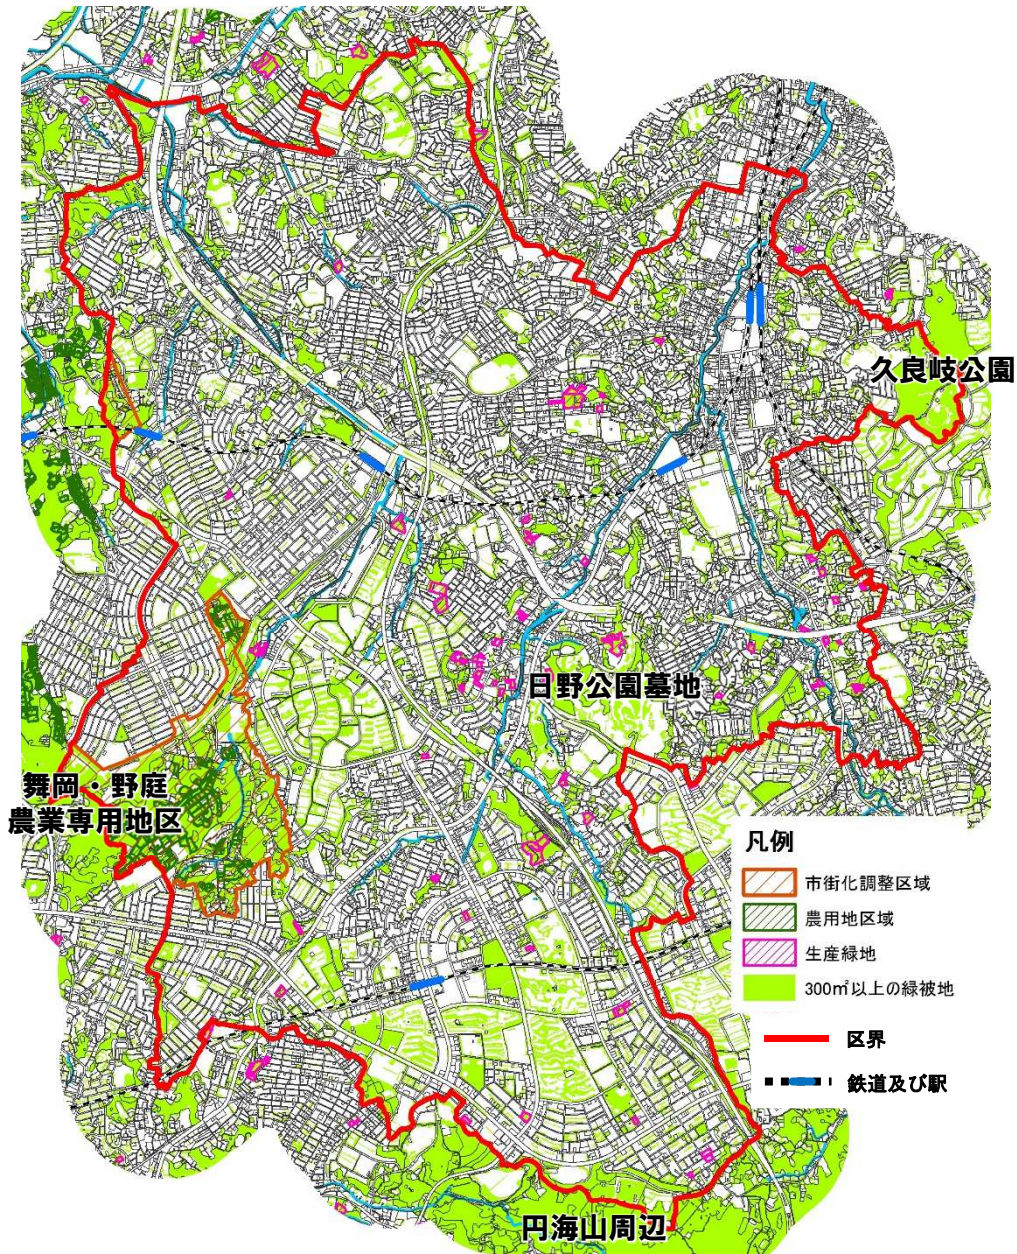 久良岐公園
日野公園墓地
舞岡・野庭
農業専用地区
凡例
市街化調整区域
農用地区域
生産緑地
300㎡以上の緑被地
区界
鉄道及び駅
円海山周辺